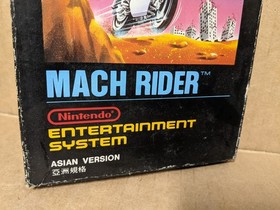 MACH RIDER™
Nintendo
ENTERTAINMENT
SYSTEM
ASIAN VERSION
亞洲規格